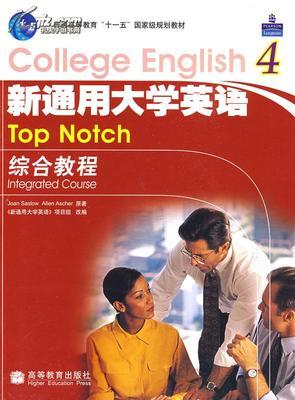 普通高等教育“十一五”国家级规划教材
PEARSON
Longman
College English 4
新通用大学英语
Top Notch
综合教程
Integrated Course
Joan Saslow Allen Ascher 原著
《新通用大学英语》项目组 改编
高等教育出版社
Higher Education Press